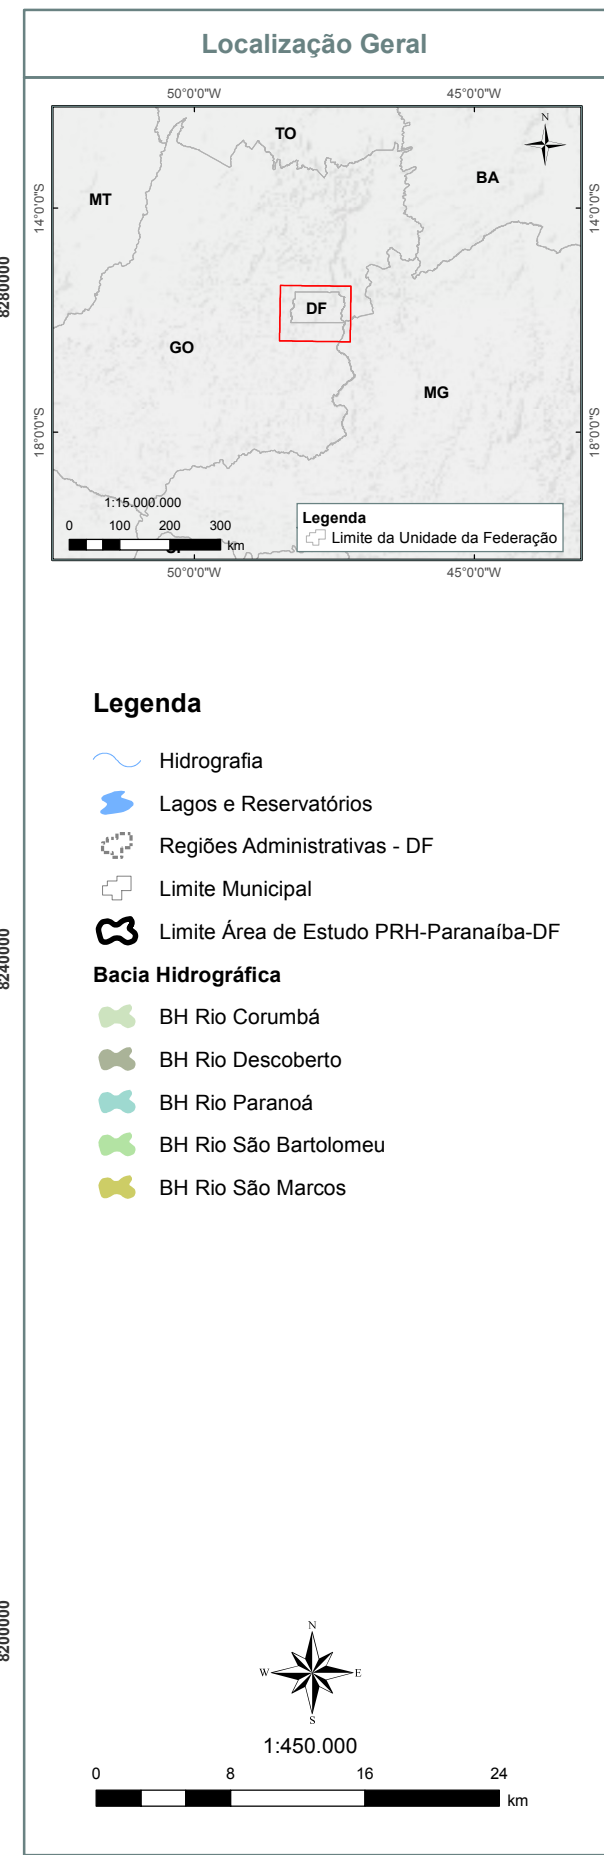 Localização Geral
50°0'0"W
45°0'0"W
N
TO
BA
MT
14°0'0"S
14°0'0"S
8280000
DF
GO
MG
18°0'0"S
18°0'0"S
1:15.000.000
0 100 200 300
km
Legenda
Limite da Unidade da Federação
50°0'0"W
45°0'0"W
Legenda
Hidrografia
Lagos e Reservatórios
Regiões Administrativas - DF
Limite Municipal
Limite Área de Estudo PRH-Paranaíba-DF
8240000
Bacia Hidrográfica
BH Rio Corumbá
BH Rio Descoberto
BH Rio Paranoá
BH Rio São Bartolomeu
BH Rio São Marcos
8200000
N
W E
S
1:450.000
0 8 16 24
km